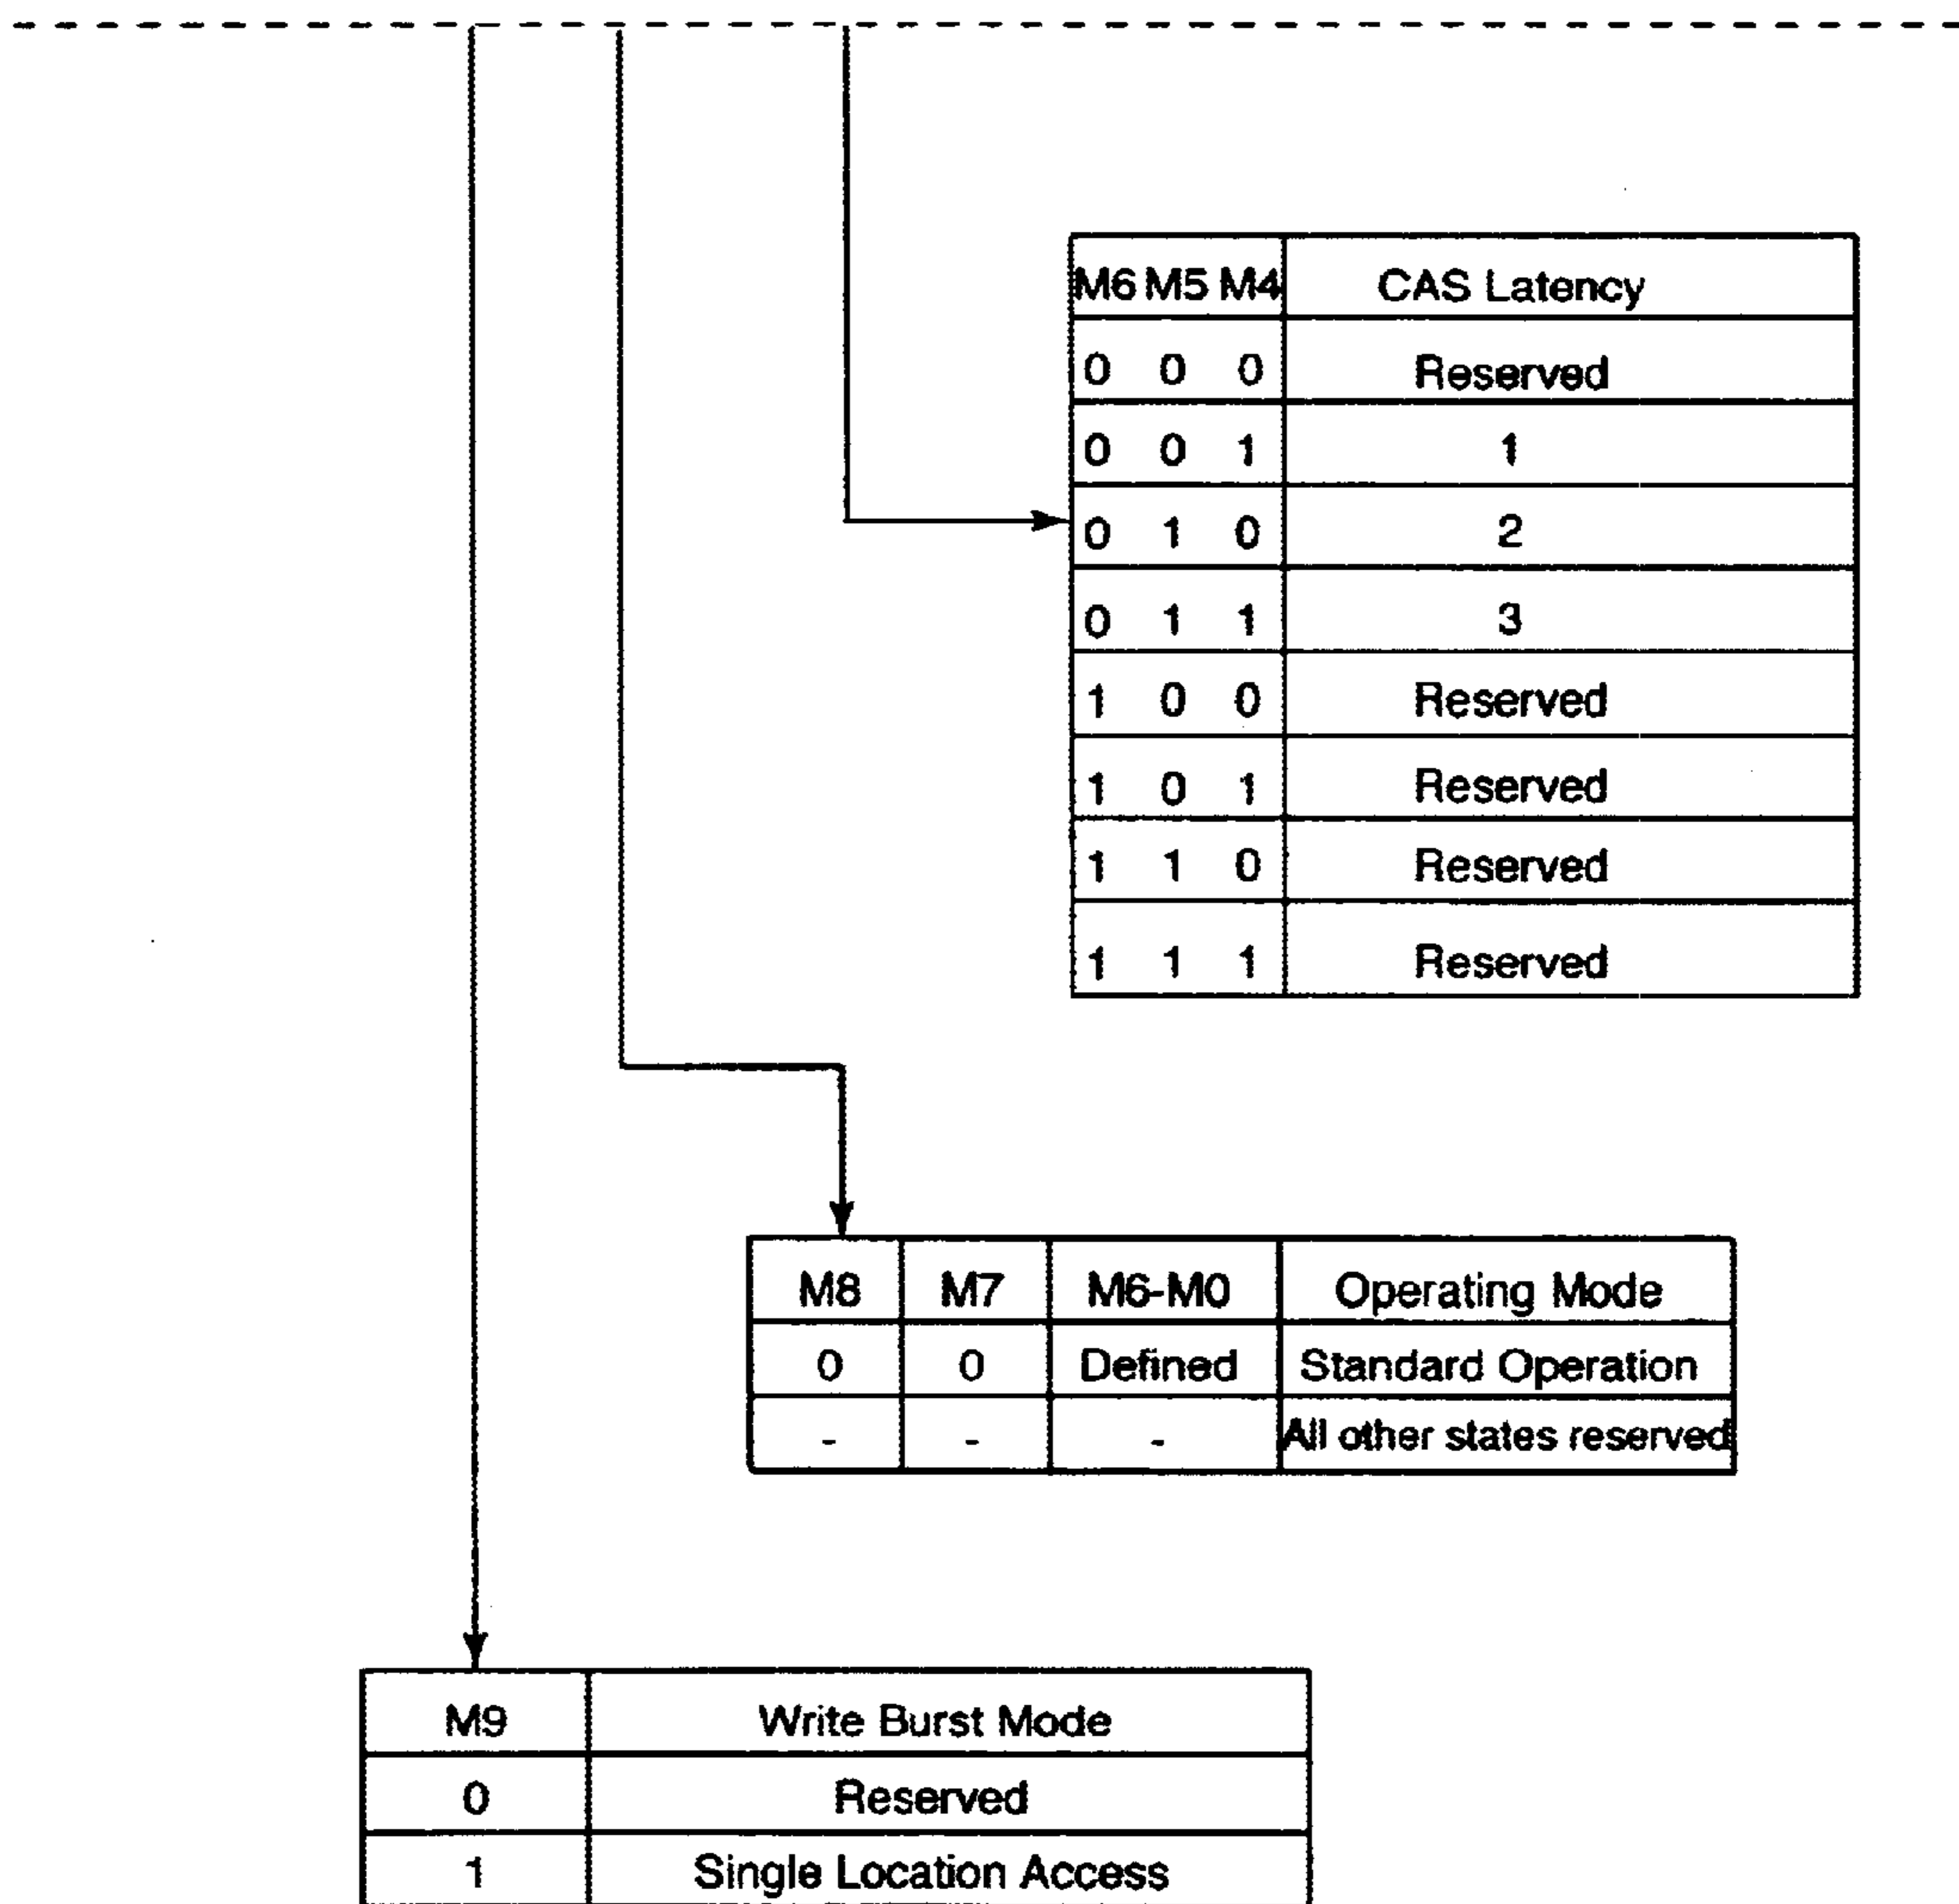 M6 M5 M4 CAS Latency
0 0 0 Reserved
0 0 1 1
0 1 0 2
0 1 1 3
1 0 0 Reserved
1 0 1 Reserved
1 1 0 Reserved
1 1 1 Reserved
M8 M7 M6-M0 Operating Mode
0 0 Defined Standard Operation
- - - All other states reserved
M9 Write Burst Mode
0 Reserved
1 Single Location Access